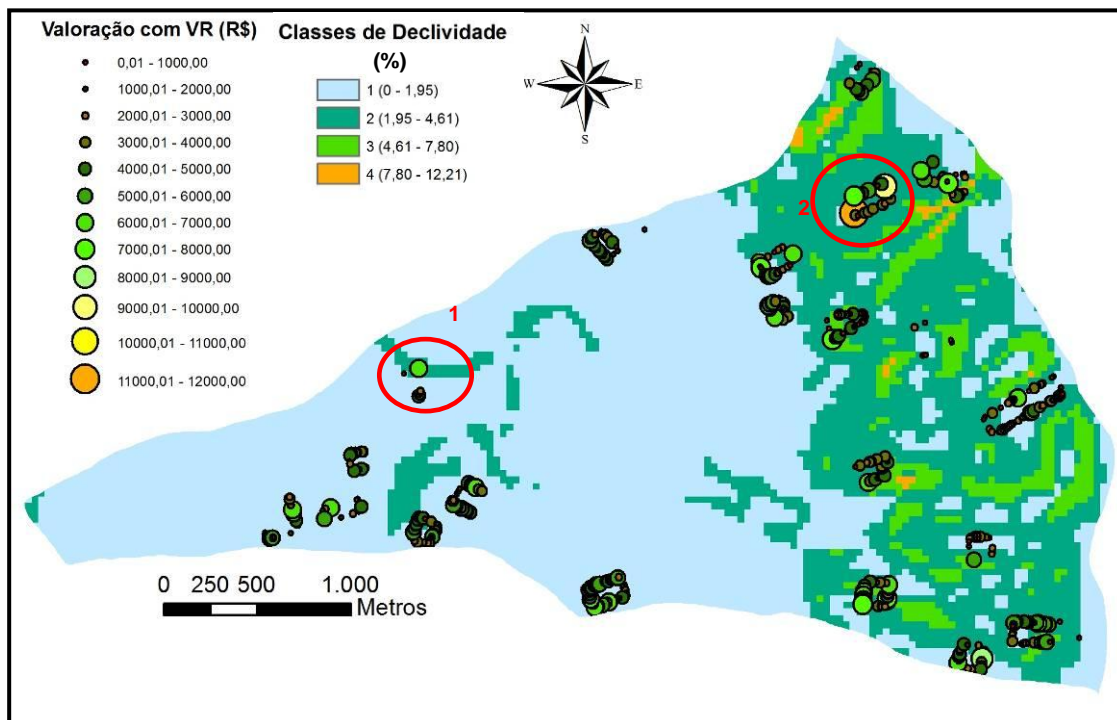 Valoração com VR (R$)
0,01 - 1000,00
1000,01 - 2000,00
2000,01 - 3000,00
3000,01 - 4000,00
4000,01 - 5000,00
5000,01 - 6000,00
6000,01 - 7000,00
7000,01 - 8000,00
8000,01 - 9000,00
9000,01 - 10000,00
10000,01 - 11000,00
11000,01 - 12000,00
Classes de Declividade
(%)
1 (0 - 1,95)
2 (1,95 - 4,61)
3 (4,61 - 7,80)
4 (7,80 - 12,21)
N
W
E
S
2
1
0 250 500 1.000
Metros